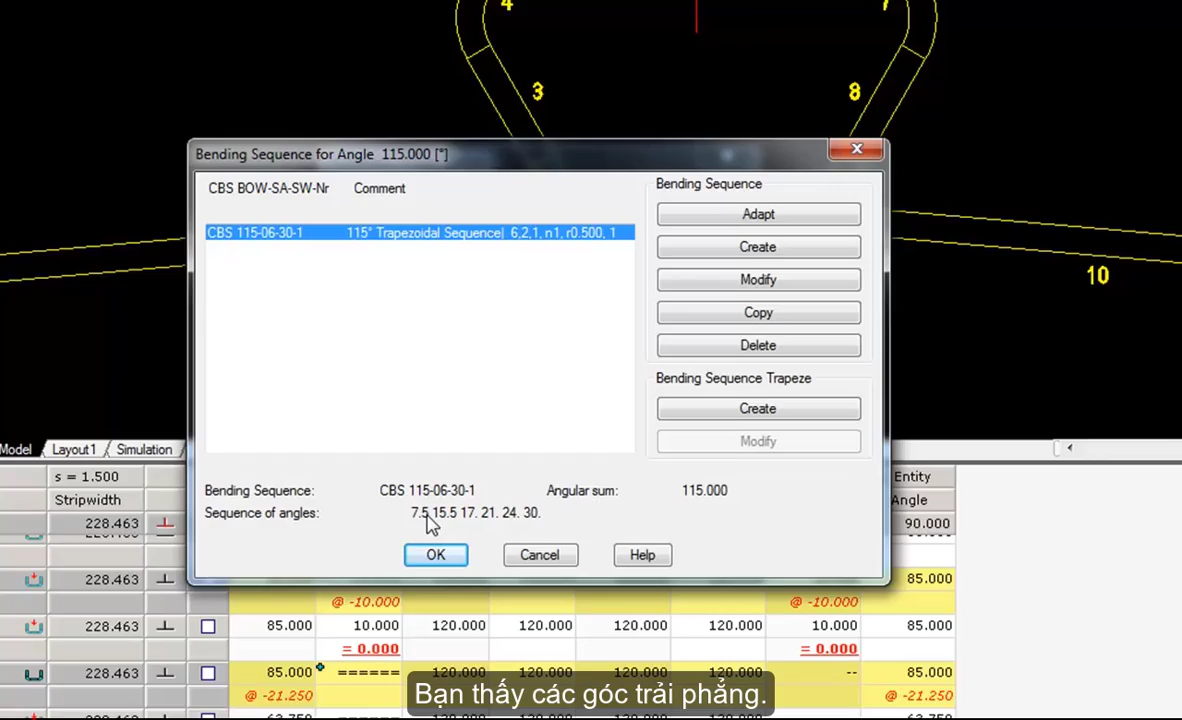 4
7
3
8
10
Bending Sequence for Angle 115.000 [°]
CBS BOW-SA-SW-Nr Comment
CBS 115-06-30-1 115° Trapezoidal Sequence| 6,2,1, n1, r0.500, 1
Bending Sequence
Adapt
Create
Modify
Copy
Delete
Bending Sequence Trapeze
Create
Modify
Bending Sequence: CBS 115-06-30-1 Angular sum: 115.000
Sequence of angles: 7.5 15.5 17. 21. 24. 30.
OK Cancel Help
Model Layout1 Simulation
s = 1.500 Entity
Stripwidth Angle
228.463 90.000
228.463 85.000
@ -10.000 @ -10.000
228.463 85.000 10.000 120.000 120.000 120.000 120.000 10.000 85.000
= 0.000 = 0.000
228.463 85.000 ====== 120.000 120.000 120.000 120.000 -- 85.000
@ -21.250 @ -21.250
Bạn thấy các góc trải phẳng.